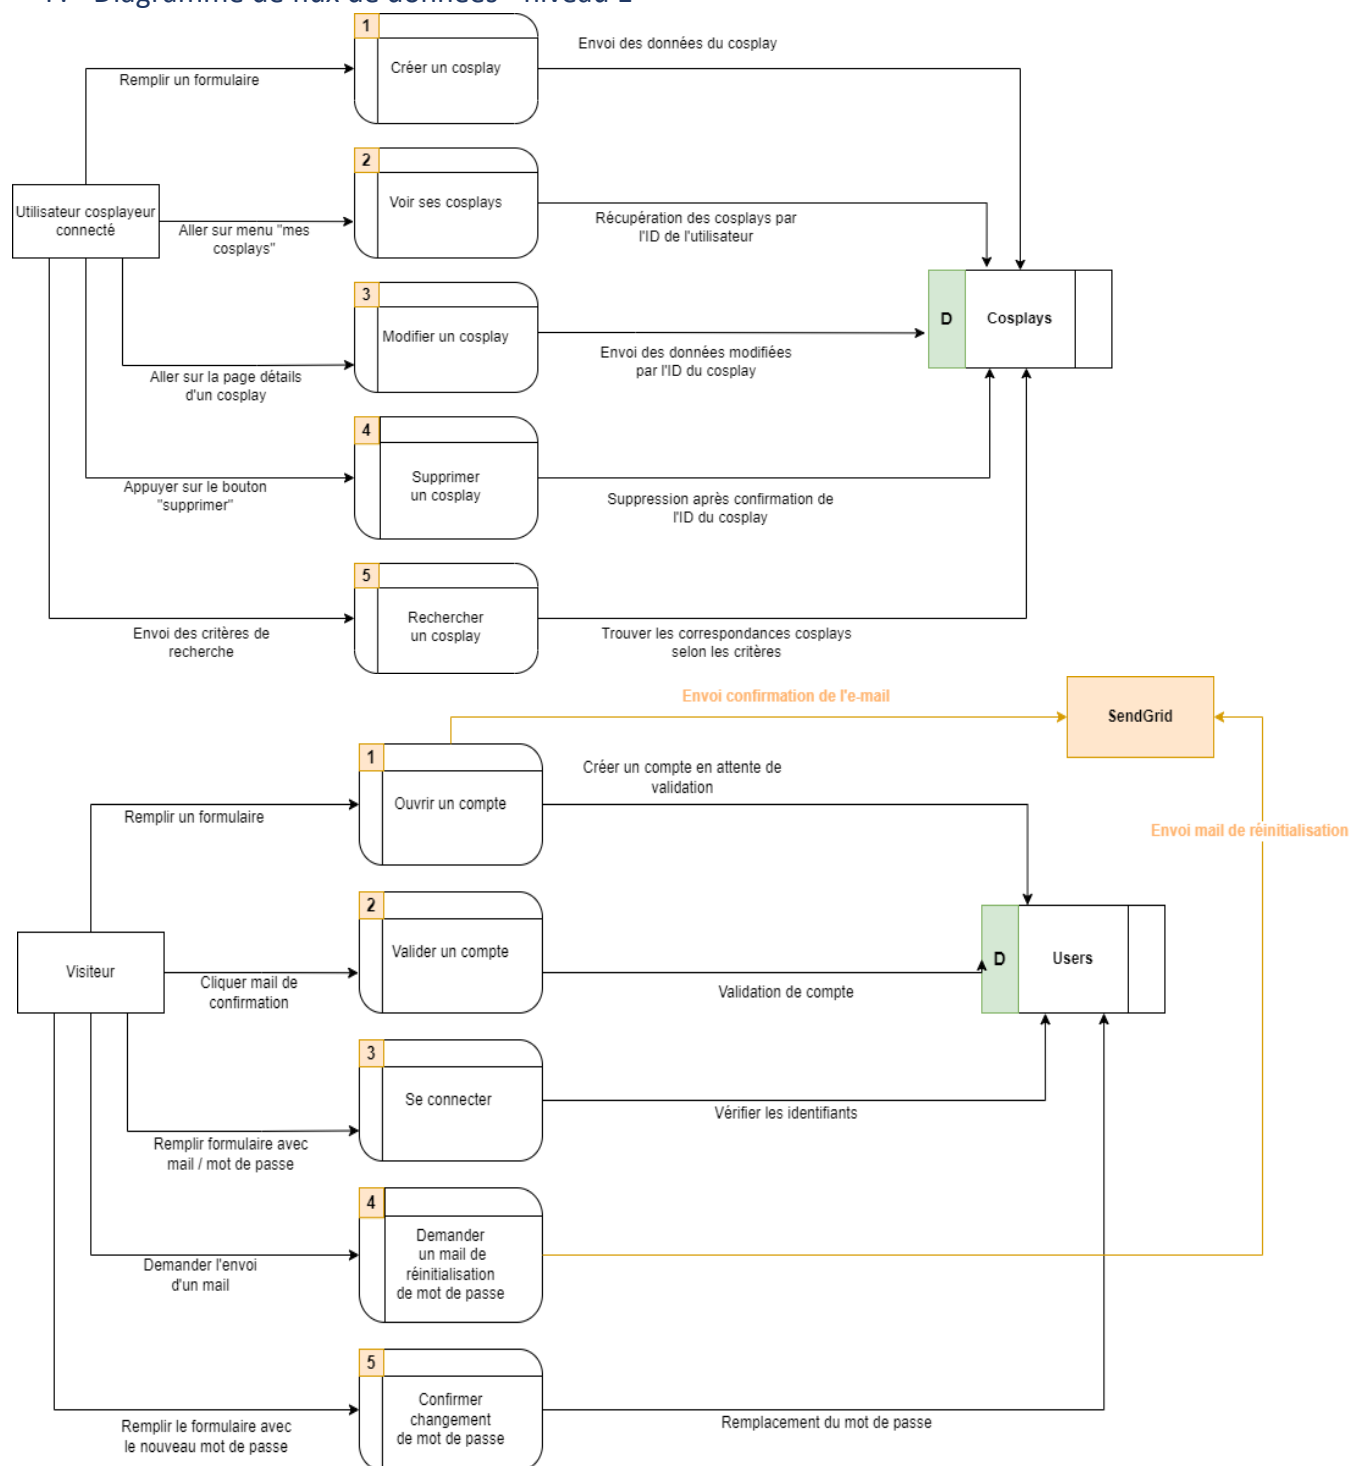 Diagramme de flux de données - niveau 1
1
Créer un cosplay
Envoi des données du cosplay
Remplir un formulaire
2
Voir ses cosplays
Utilisateur cosplayeur
connecté
Aller sur menu "mes
cosplays"
Récupération des cosplays par
l'ID de l'utilisateur
3
Modifier un cosplay
D
Cosplays
Envoi des données modifiées
par l'ID du cosplay
Aller sur la page détails
d'un cosplay
4
Supprimer
un cosplay
Appuyer sur le bouton
"supprimer"
Suppression après confirmation de
l'ID du cosplay
5
Rechercher
un cosplay
Envoi des critères de
recherche
Trouver les correspondances cosplays
selon les critères
Envoi confirmation de l'e-mail
SendGrid
1
Ouvrir un compte
Créer un compte en attente de
validation
Remplir un formulaire
Envoi mail de réinitialisation
2
Valider un compte
Visiteur
Cliquer mail de
confirmation
D
Users
Validation de compte
3
Se connecter
Vérifier les identifiants
Remplir formulaire avec
mail / mot de passe
4
Demander
un mail de
réinitialisation
de mot de passe
Demander l'envoi
d'un mail
5
Confirmer
changement
de mot de passe
Remplir le formulaire avec
le nouveau mot de passe
Remplacement du mot de passe